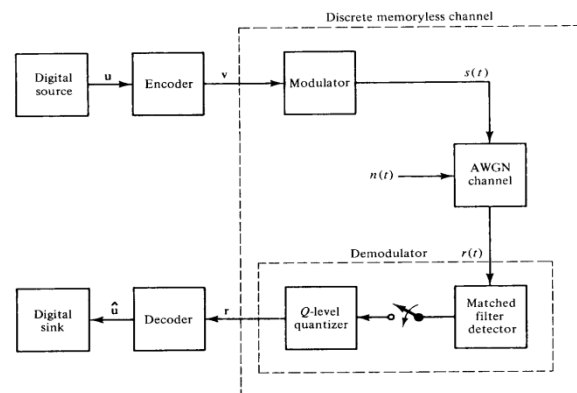 Discrete memoryless channel
Digital
source
u
Encoder
v
Modulator
s(t)
n(t)
AWGN
channel
Demodulator
r(t)
Digital
sink
û
Decoder
r
Q-level
quantizer
Matched
filter
detector